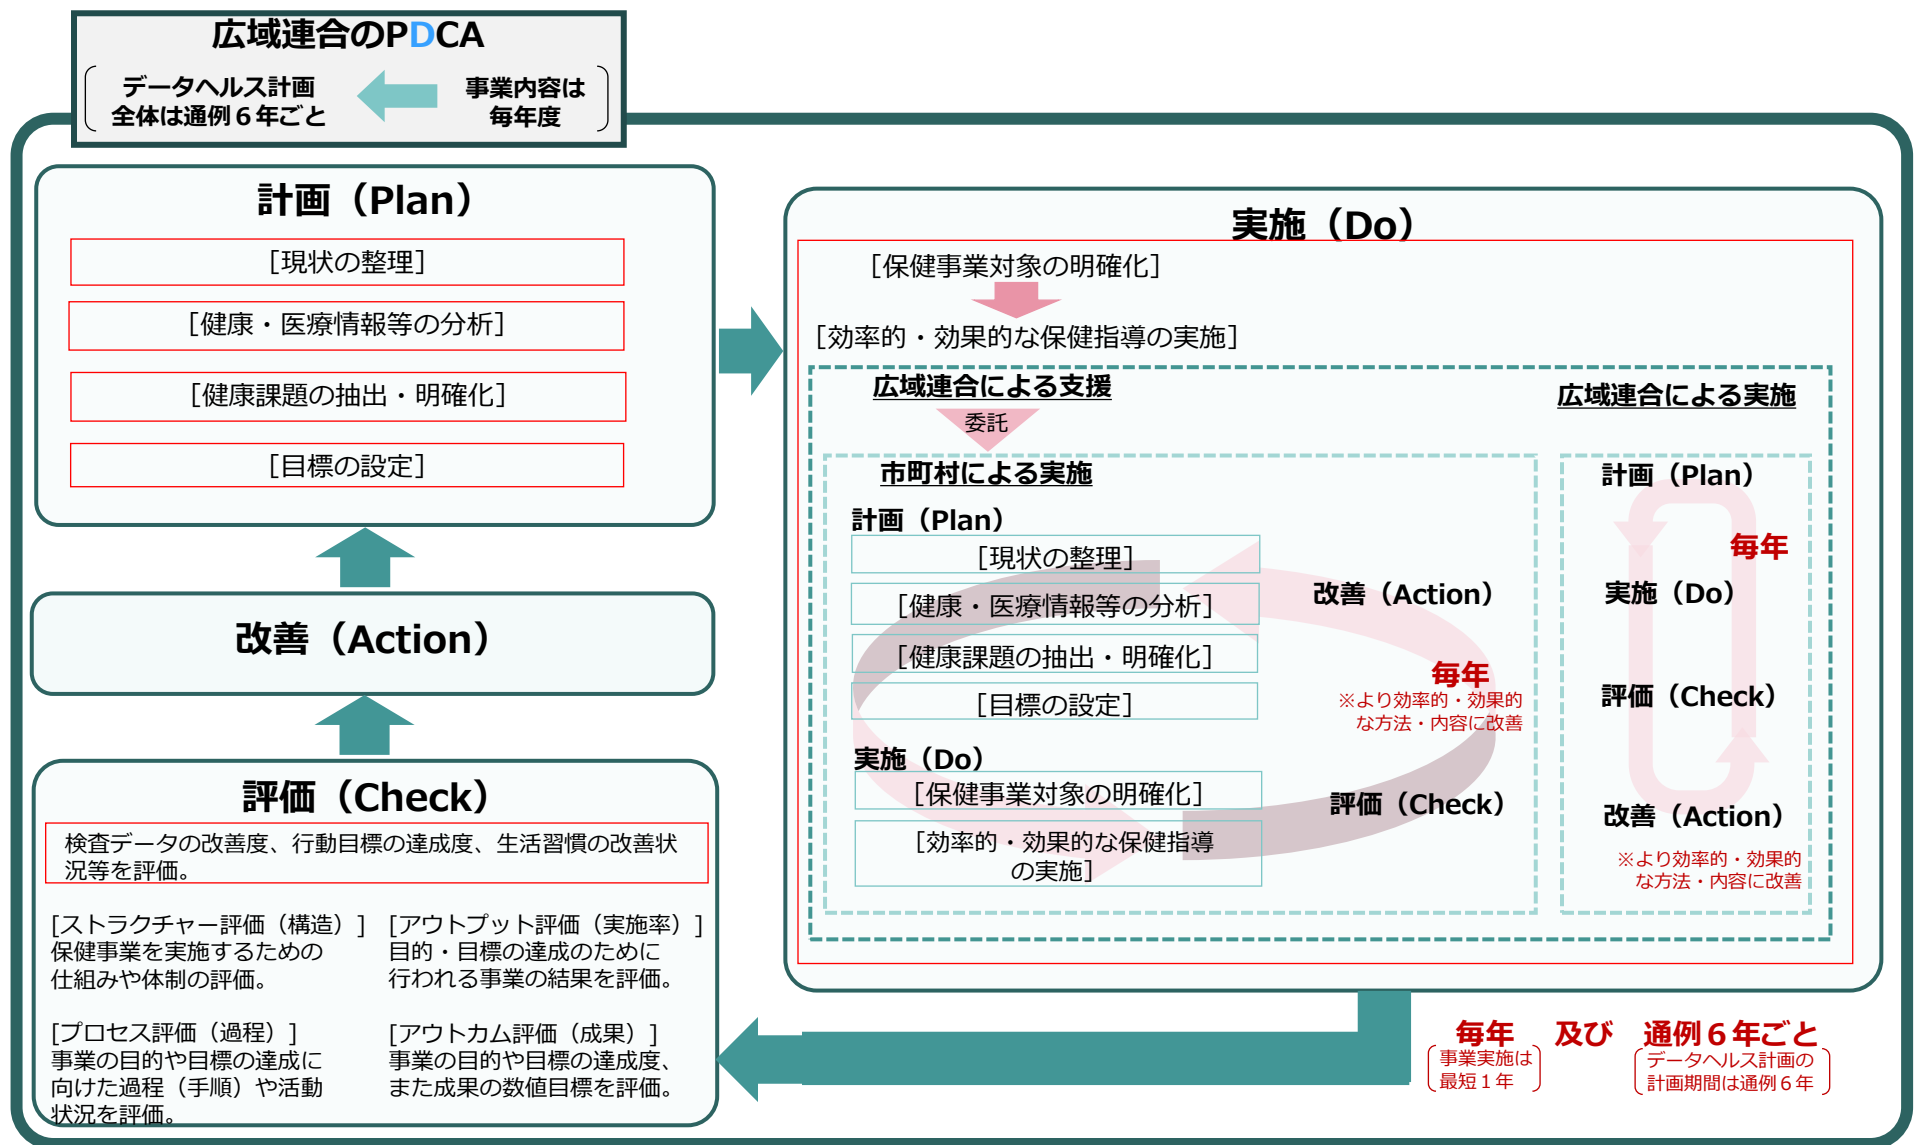 広域連合のPDCA
データヘルス計画
全体は通例６年ごと
事業内容は
毎年度
計画（Plan）
［現状の整理］
［健康・医療情報等の分析］
［健康課題の抽出・明確化］
［目標の設定］
改善（Action）
評価（Check）
検査データの改善度、行動目標の達成度、生活習慣の改善状
況等を評価。
[ストラクチャー評価（構造）]
保健事業を実施するための
仕組みや体制の評価。
[アウトプット評価（実施率）]
目的・目標の達成のために
行われる事業の結果を評価。
[プロセス評価（過程）]
事業の目的や目標の達成に
向けた過程（手順）や活動
状況を評価。
[アウトカム評価（成果）]
事業の目的や目標の達成度、
また成果の数値目標を評価。
実施（Do）
［保健事業対象の明確化］
［効率的・効果的な保健指導の実施］
広域連合による支援
委託
市町村による実施
計画（Plan）
［現状の整理］
［健康・医療情報等の分析］
［健康課題の抽出・明確化］
［目標の設定］
実施（Do）
［保健事業対象の明確化］
［効率的・効果的な保健指導
の実施］
改善（Action）
毎年
※より効率的・効果的
な方法・内容に改善
評価（Check）
広域連合による実施
計画（Plan）
毎年
実施（Do）
評価（Check）
改善（Action）
※より効率的・効果的
な方法・内容に改善
毎年 及び 通例６年ごと
事業実施は
最短１年
データヘルス計画の
計画期間は通例６年